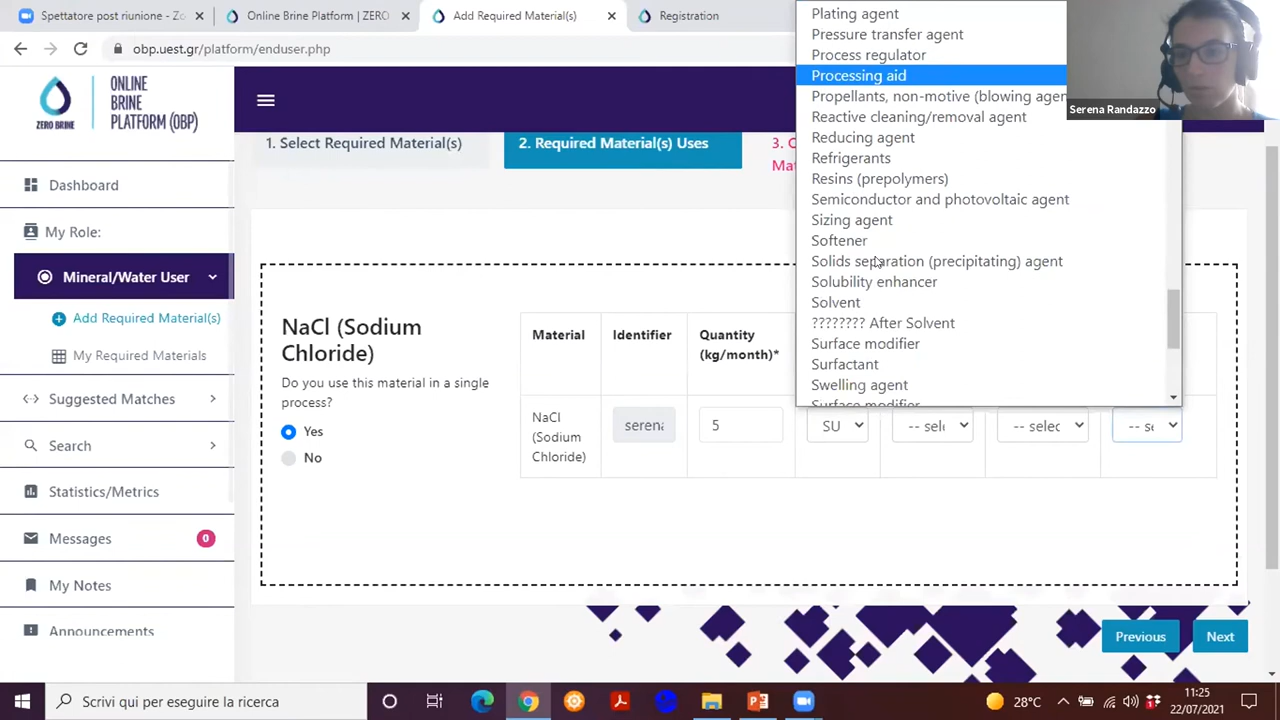 Spettatore post riunione - Zo
Online Brine Platform | ZERO
Add Required Material(s)
Registration
obp.uest.gr/platform/enduser.php
ZERO BRINE
ONLINE
BRINE
PLATFORM (OBP)
1. Select Required Material(s)
2. Required Material(s) Uses
Dashboard
My Role:
Mineral/Water User
Add Required Material(s)
My Required Materials
Suggested Matches
Search
Statistics/Metrics
Messages
0
My Notes
Announcements
Plating agent
Pressure transfer agent
Process regulator
Processing aid
Propellants, non-motive (blowing agen
Reactive cleaning/removal agent
Reducing agent
Refrigerants
Resins (prepolymers)
Semiconductor and photovoltaic agent
Sizing agent
Softener
Solids separation (precipitating) agent
Solubility enhancer
Solvent
???????? After Solvent
Surface modifier
Surfactant
Swelling agent
Surface modifier
Serena Randazzo
NaCl (Sodium
Chloride)
Do you use this material in a single
process?
Yes
No
Material
Identifier
Quantity
(kg/month)*
NaCl
(Sodium
Chloride)
serena
5
SU
-- sele
-- selec
-- se
Previous
Next
Scrivi qui per eseguire la ricerca
28°C
11:25
22/07/2021